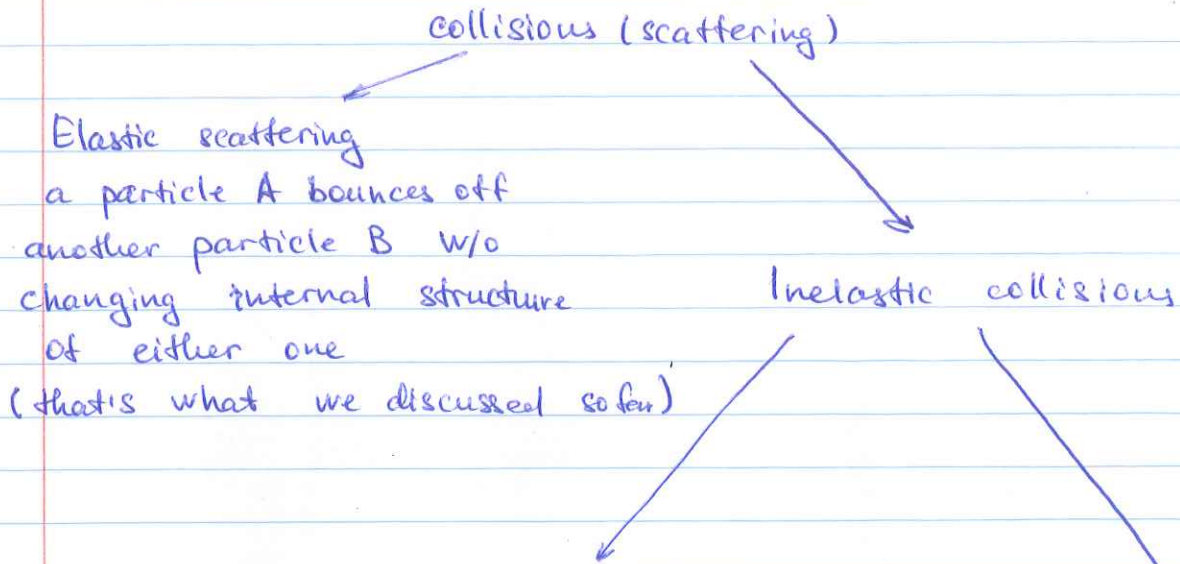 collisions (scattering)
Elastic scattering
a particle A bounces off
another particle B w/o
changing internal structure
of either one
(that's what we discussed so far)
Inelastic collisions